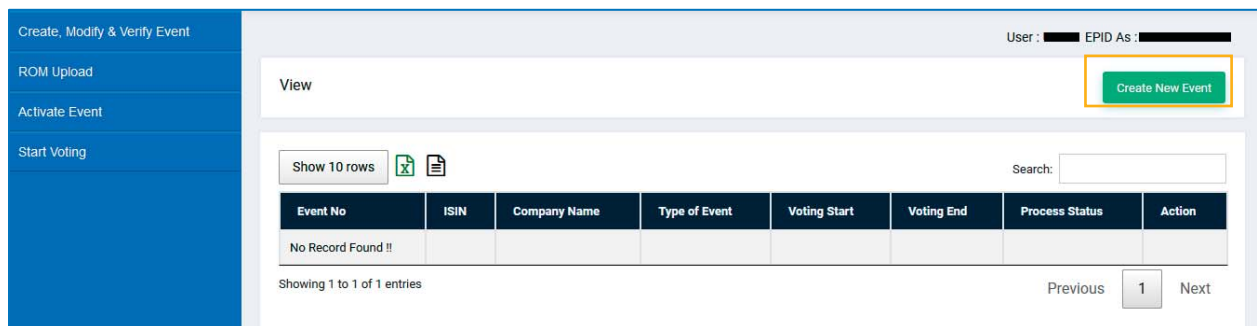 Create, Modify & Verify Event
ROM Upload
Activate Event
Start Voting
User : EPID As :
View
Create New Event
Show 10 rows
Search:
Event No ISIN Company Name Type of Event Voting Start Voting End Process Status Action
No Record Found !!
Showing 1 to 1 of 1 entries
Previous 1 Next